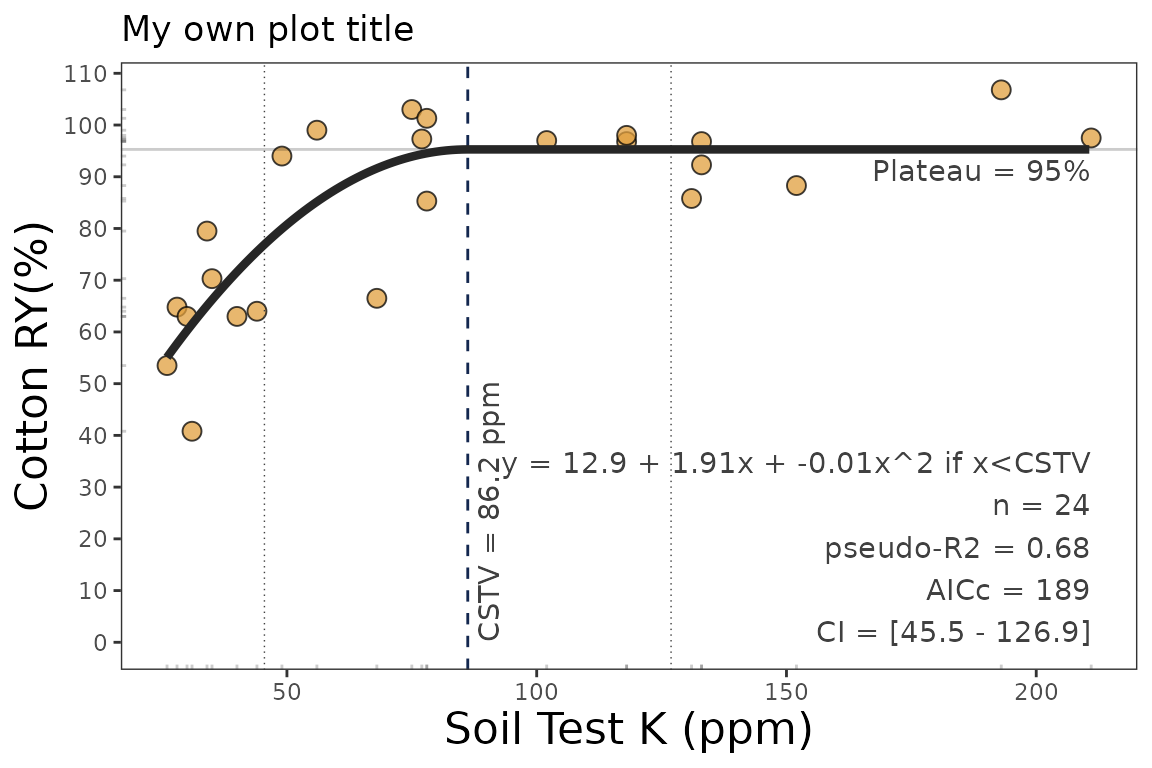 My own plot title
Cotton RY(%)
110
100
90
80
70
60
50
40
30
20
10
0
Plateau = 95%
CSTV = 86.2 ppm
y = 12.9 + 1.91x + -0.01x^2 if x<CSTV
n = 24
pseudo-R2 = 0.68
AICc = 189
CI = [45.5 - 126.9]
50 100 150 200
Soil Test K (ppm)